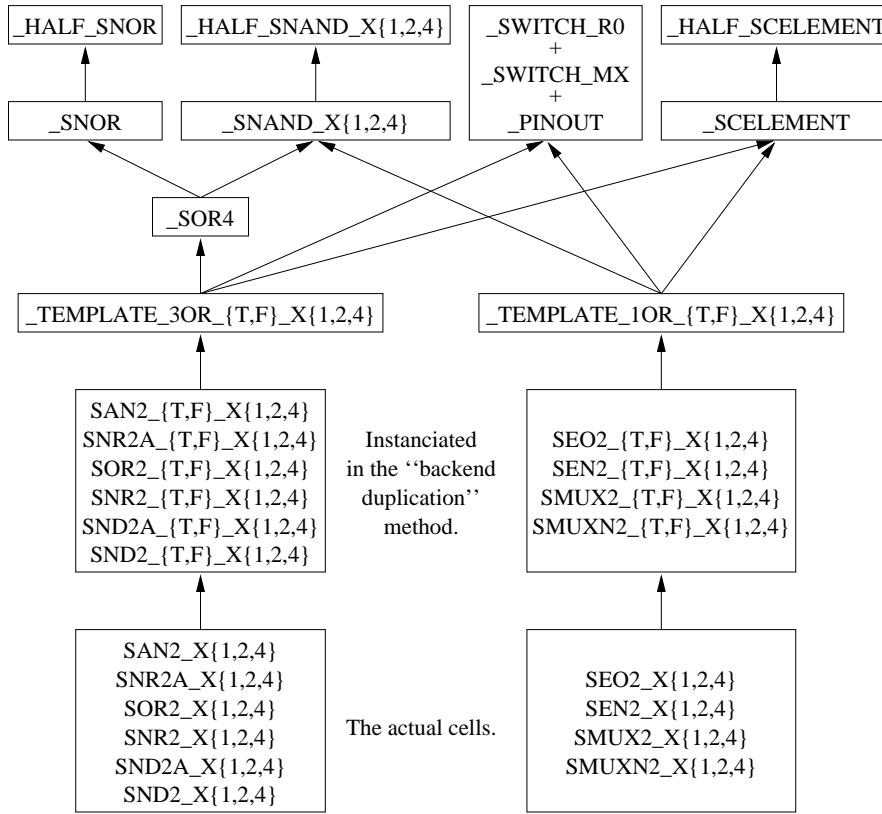 _HALF_SNOR
_HALF_SNAND_X{1,2,4}
_SWITCH_R0
+
_SWITCH_MX
+
_PINOUT
_HALF_SCELEMENT
_SNOR
_SNAND_X{1,2,4}
_SCELEMENT
_SOR4
_TEMPLATE_3OR_{T,F}_X{1,2,4}
_TEMPLATE_1OR_{T,F}_X{1,2,4}
SAN2_{T,F}_X{1,2,4}
SNR2A_{T,F}_X{1,2,4}
SOR2_{T,F}_X{1,2,4}
SNR2_{T,F}_X{1,2,4}
SND2A_{T,F}_X{1,2,4}
SND2_{T,F}_X{1,2,4}
Instanciated
in the ‘‘backend
duplication’’
method.
SEO2_{T,F}_X{1,2,4}
SEN2_{T,F}_X{1,2,4}
SMUX2_{T,F}_X{1,2,4}
SMUXN2_{T,F}_X{1,2,4}
SAN2_X{1,2,4}
SNR2A_X{1,2,4}
SOR2_X{1,2,4}
SNR2_X{1,2,4}
SND2A_X{1,2,4}
SND2_X{1,2,4}
The actual cells.
SEO2_X{1,2,4}
SEN2_X{1,2,4}
SMUX2_X{1,2,4}
SMUXN2_X{1,2,4}